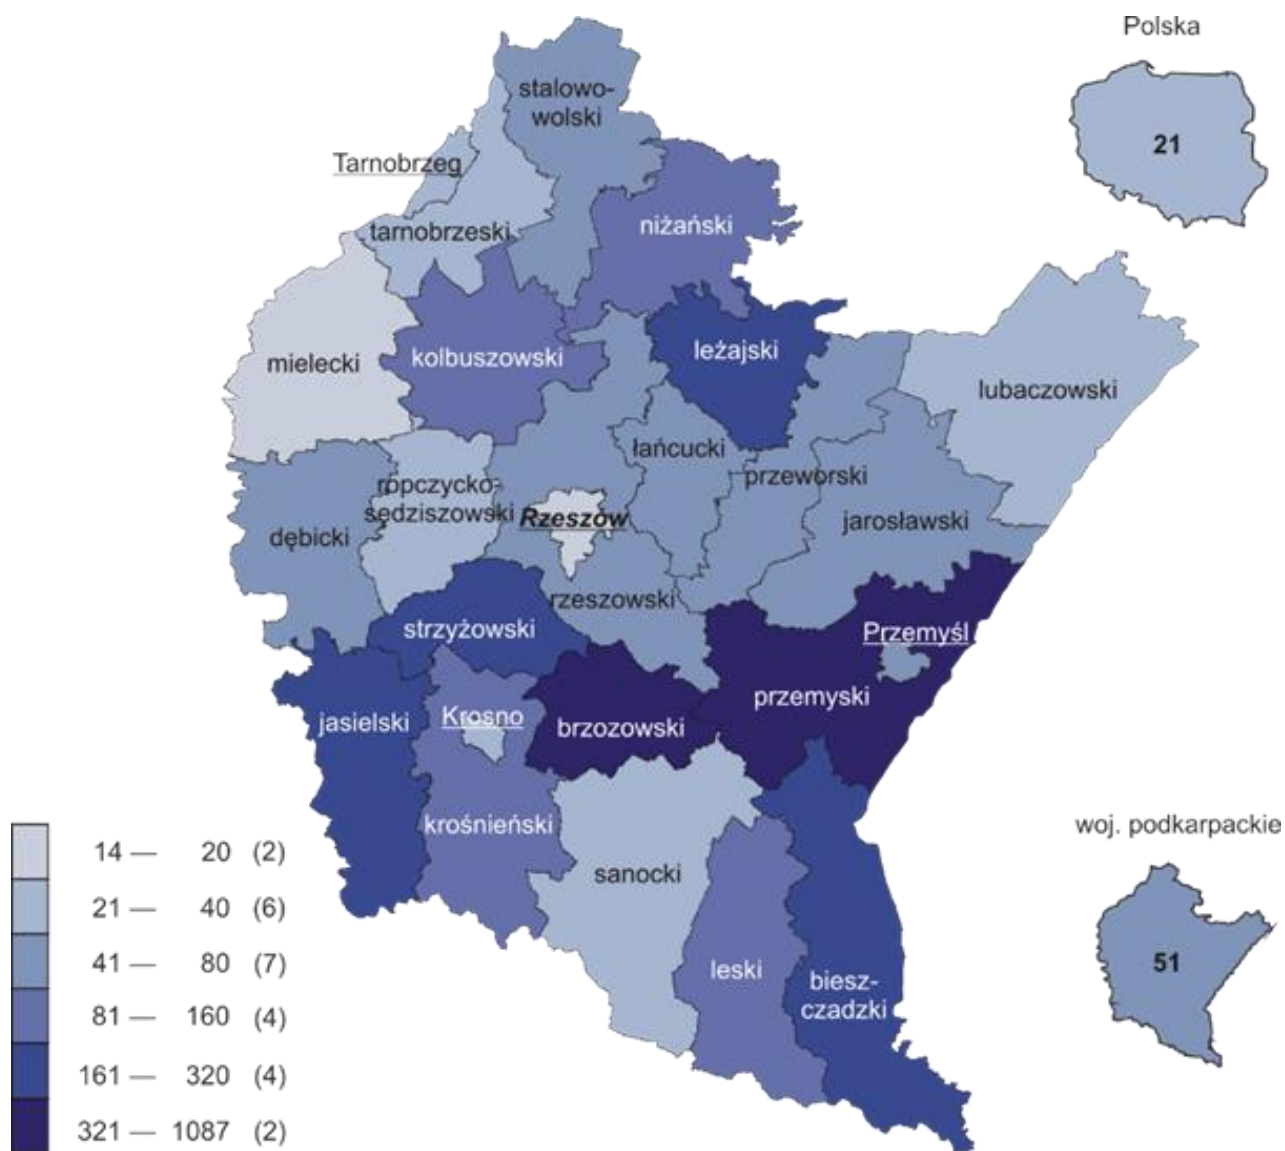 Polska
21
stalowo-
wolski
Tarnobrzeg
tarnobrzeski
niżański
mielecki
kolbuszowski
leżajski
lubaczowski
łańcucki
przeworski
ropczycko-
sędziszowski
Rzeszów
jarosławski
dębicki
rzeszowski
strzyżowski
Przemyśl
przemyski
jasielski
Krosno
brzozowski
krośnieński
sanocki
leski
biesz-
czadzki
woj. podkarpackie
51
14 — 20 (2)
21 — 40 (6)
41 — 80 (7)
81 — 160 (4)
161 — 320 (4)
321 — 1087 (2)